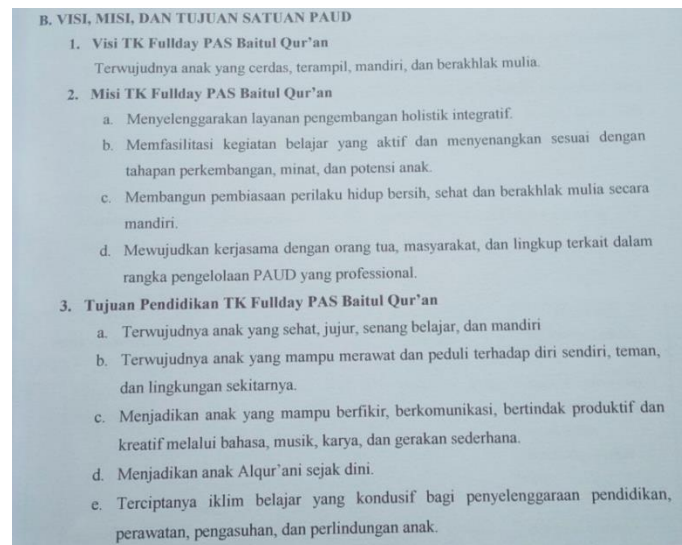 B. VISI, MISI, DAN TUJUAN SATUAN PAUD
1. Visi TK Fullday PAS Baitul Qur'an
Terwujudnya anak yang cerdas, terampil, mandiri, dan berakhlak mulia.
2. Misi TK Fullday PAS Baitul Qur'an
a. Menyelenggarakan layanan pengembangan holistik integratif.
b. Memfasilitasi kegiatan belajar yang aktif dan menyenangkan sesuai dengan
tahapan perkembangan, minat, dan potensi anak.
c. Membangun pembiasaan perilaku hidup bersih, sehat dan berakhlak mulia secara
mandiri.
d. Mewujudkan kerjasama dengan orang tua, masyarakat, dan lingkup terkait dalam
rangka pengelolaan PAUD yang professional.
3. Tujuan Pendidikan TK Fullday PAS Baitul Qur'an
a. Terwujudnya anak yang sehat, jujur, senang belajar, dan mandiri
b. Terwujudnya anak yang mampu merawat dan peduli terhadap diri sendiri, teman,
dan lingkungan sekitarnya.
c. Menjadikan anak yang mampu berfikir, berkomunikasi, bertindak produktif dan
kreatif melalui bahasa, musik, karya, dan gerakan sederhana.
d. Menjadikan anak Alqur'ani sejak dini.
e. Terciptanya iklim belajar yang kondusif bagi penyelenggaraan pendidikan,
perawatan, pengasuhan, dan perlindungan anak.